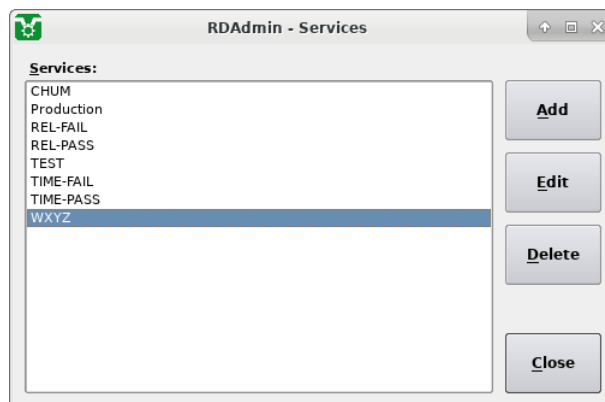 RDAdmin - Services
Services:
CHUM
Production
REL-FAIL
REL-PASS
TEST
TIME-FAIL
TIME-PASS
WXYZ
Add
Edit
Delete
Close